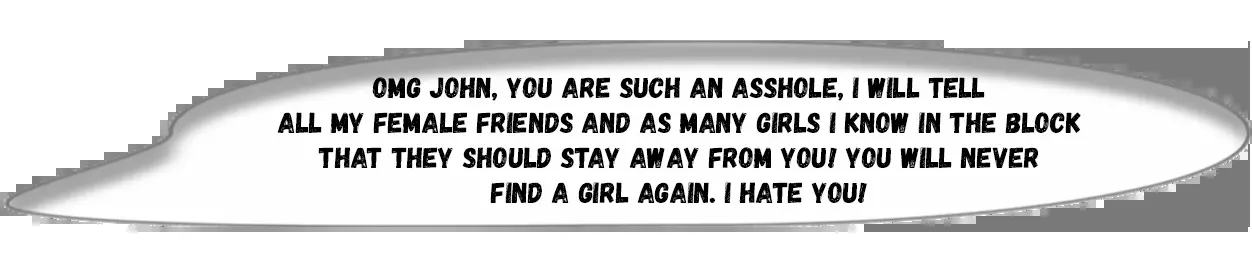 OMG JOHN, YOU ARE SUCH AN ASSHOLE, I WILL TELL
ALL MY FEMALE FRIENDS AND AS MANY GIRLS I KNOW IN THE BLOCK
THAT THEY SHOULD STAY AWAY FROM YOU! YOU WILL NEVER
FIND A GIRL AGAIN. I HATE YOU!